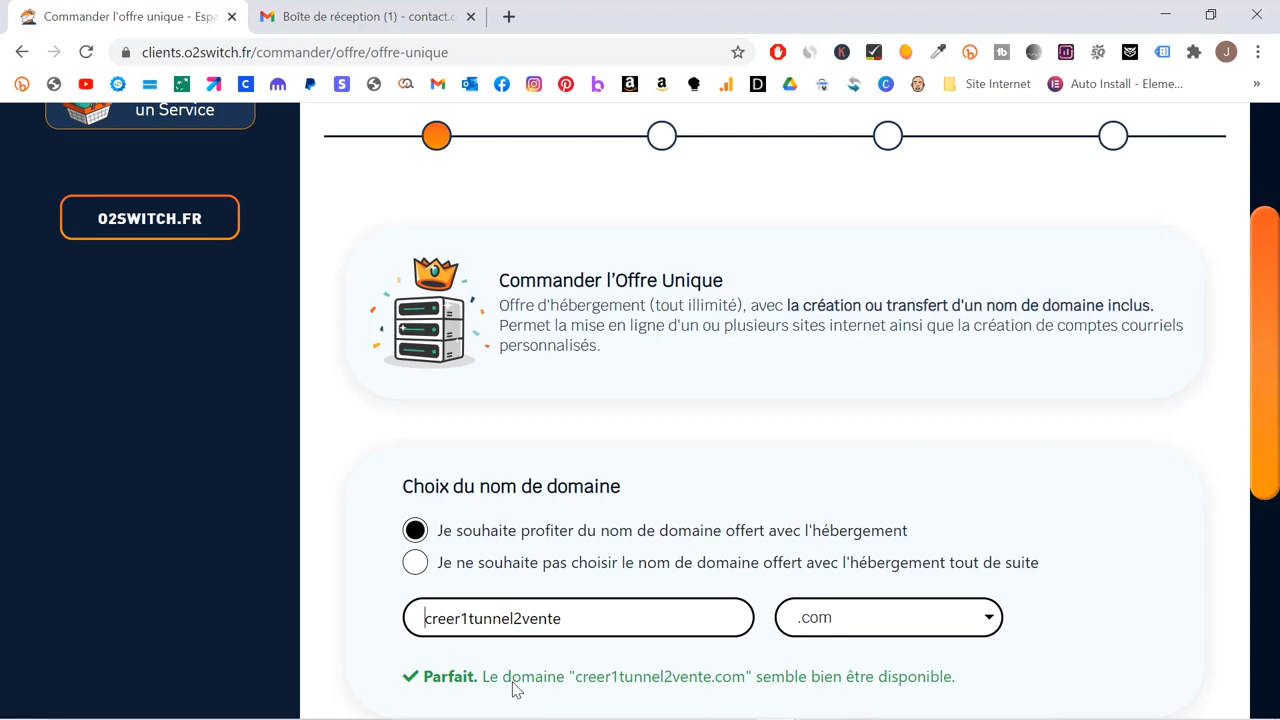 Commander l'offre unique - Espa
Boîte de réception (1) - contact.c
clients.o2switch.fr/commander/offre/offre-unique
J
Site Internet
Auto Install - Eleme...
un Service
O2SWITCH.FR
Commander l'Offre Unique
Offre d'hébergement (tout illimité), avec la création ou transfert d'un nom de domaine inclus.
Permet la mise en ligne d'un ou plusieurs sites internet ainsi que la création de comptes courriels
personnalisés.
Choix du nom de domaine
Je souhaite profiter du nom de domaine offert avec l'hébergement
Je ne souhaite pas choisir le nom de domaine offert avec l'hébergement tout de suite
creer1tunnel2vente
.com
Parfait. Le domaine "creer1tunnel2vente.com" semble bien être disponible.